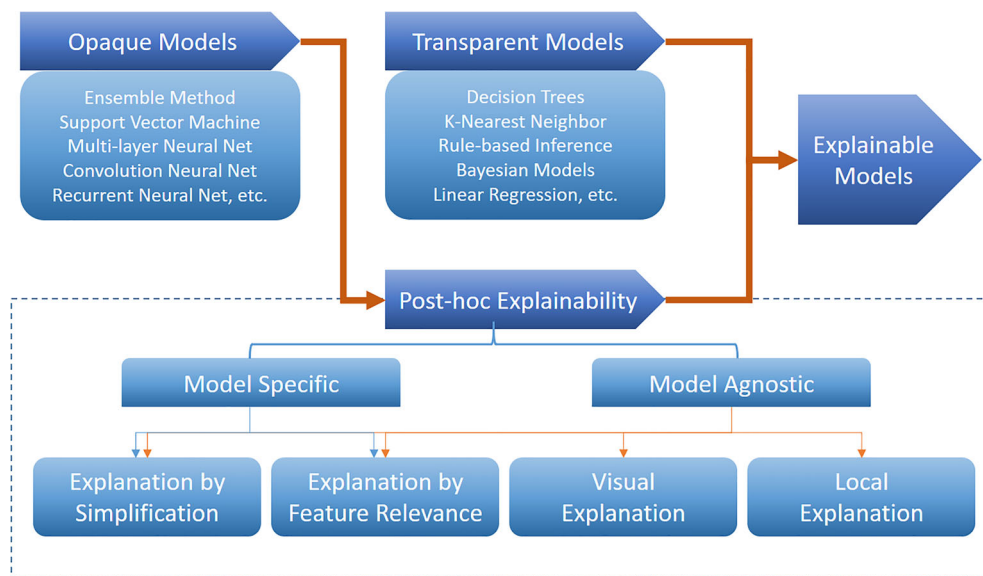 Opaque Models
Ensemble Method
Support Vector Machine
Multi-layer Neural Net
Convolution Neural Net
Recurrent Neural Net, etc.
Transparent Models
Decision Trees
K-Nearest Neighbor
Rule-based Inference
Bayesian Models
Linear Regression, etc.
Explainable
Models
Post-hoc Explainability
Model Specific
Model Agnostic
Explanation by
Simplification
Explanation by
Feature Relevance
Visual
Explanation
Local
Explanation